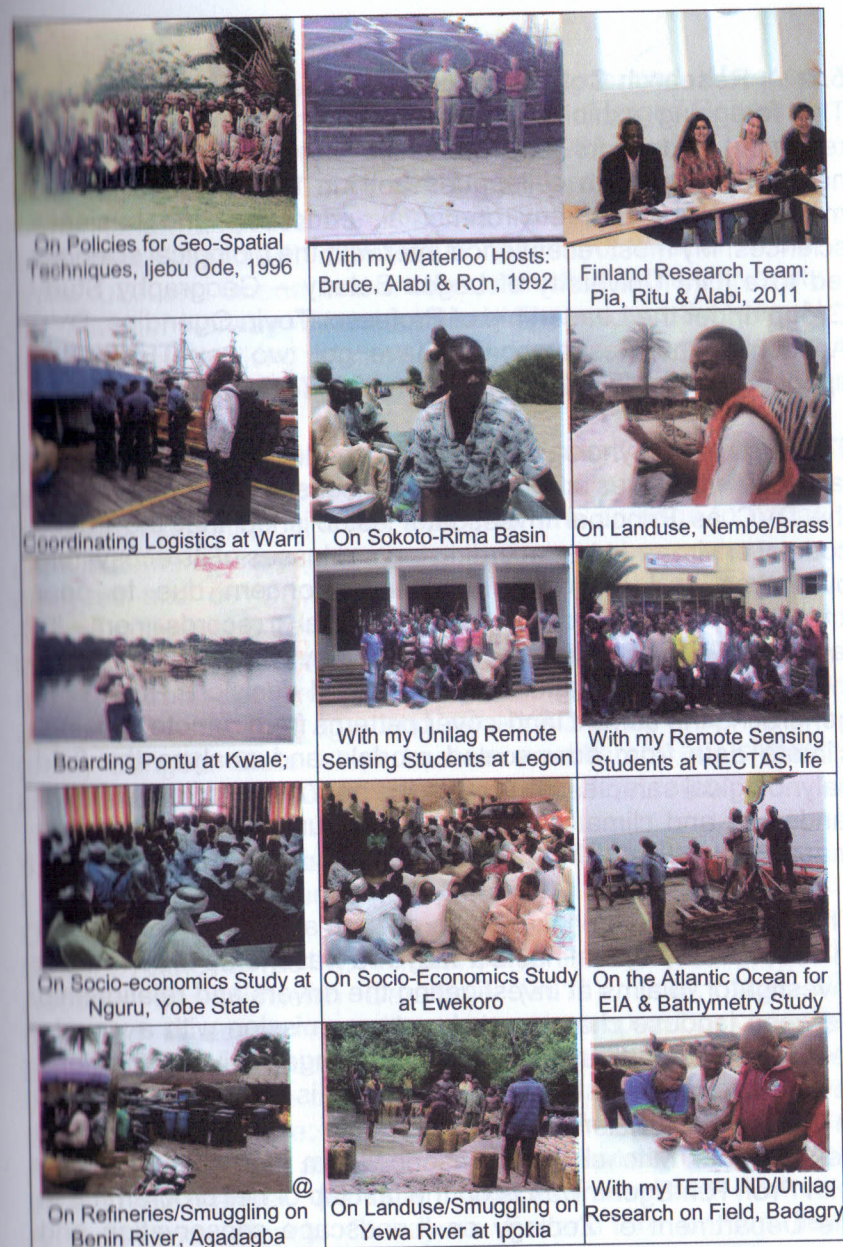 On Policies for Geo-Spatial
Techniques, Ijebu Ode, 1996
With my Waterloo Hosts:
Bruce, Alabi & Ron, 1992
Finland Research Team:
Pia, Ritu & Alabi, 2011
Coordinating Logistics at Warri
On Sokoto-Rima Basin
On Landuse, Nembe/Brass
Boarding Pontu at Kwale;
With my Unilag Remote
Sensing Students at Legon
With my Remote Sensing
Students at RECTAS, Ife
On Socio-economics Study at
Nguru, Yobe State
On Socio-Economics Study
at Ewekoro
On the Atlantic Ocean for
EIA & Bathymetry Study
@
On Refineries/Smuggling on
Benin River, Agadagba
On Landuse/Smuggling on
Yewa River at Ipokia
With my TETFUND/Unilag
Research on Field, Badagry